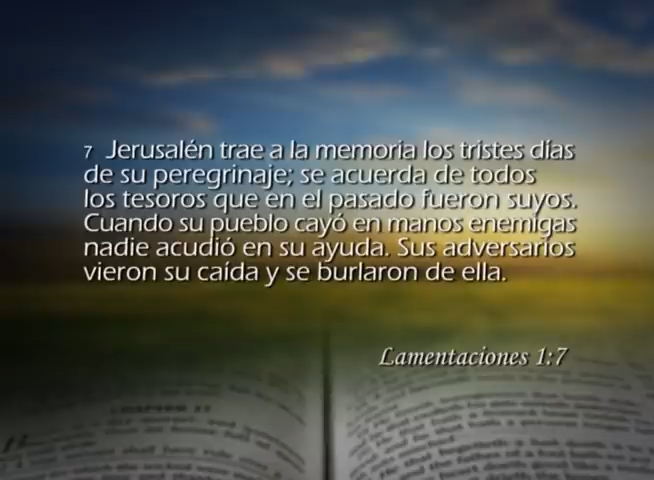 7 Jerusalén trae a la memoria los tristes días
de su peregrinaje; se acuerda de todos
los tesoros que en el pasado fueron suyos.
Cuando su pueblo cayó en manos enemigas
nadie acudió en su ayuda. Sus adversarios
vieron su caída y se burlaron de ella.
Lamentaciones 1:7